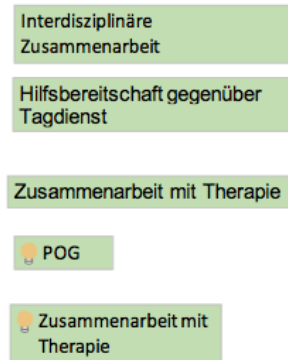 Interdisziplinäre
Zusammenarbeit
Hilfsbereitschaft gegenüber
Tagdienst
Zusammenarbeit mit Therapie
POG
Zusammenarbeit mit
Therapie